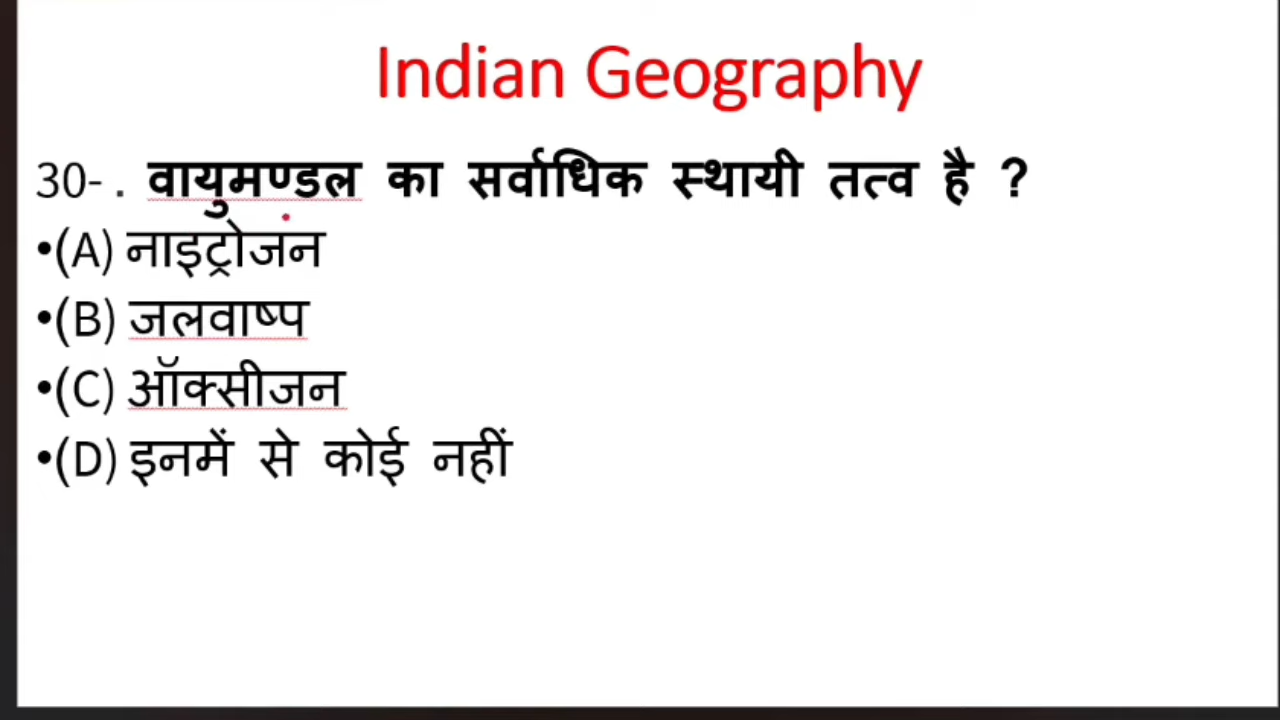 Indian Geography
30- . वायुमण्डल का सर्वाधिक स्थायी तत्व है ?
•(A) नाइट्रोजन
•(B) जलवाष्प
•(C) ऑक्सीजन
•(D) इनमें से कोई नहीं